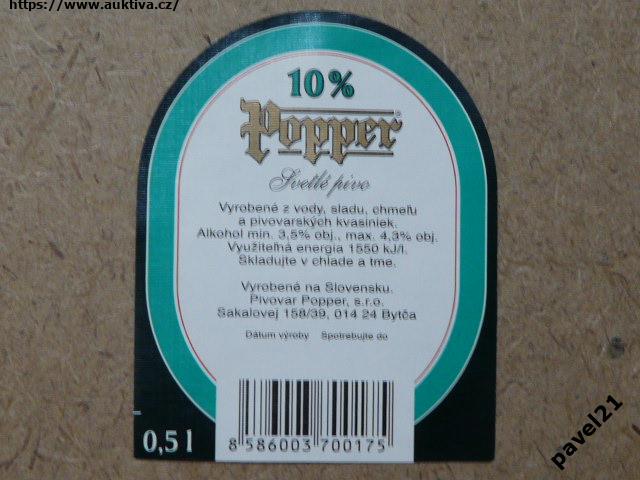 https://www.auktiva.cz/
10%
Popper
Svetlé pivo
Vyrobené z vody, sladu, chmeľu
a pivovarských kvasiniek.
Alkohol min. 3,5% obj., max. 4,3% obj.
Využiteľná energia 1550 kJ/l.
Skladujte v chlade a tme.
Vyrobené na Slovensku.
Pivovar Popper, s.r.o.
Sakalovej 158/39, 014 24 Bytča
Dátum výroby Spotrebujte do
0,5 l
8 586003 700175
pavel21